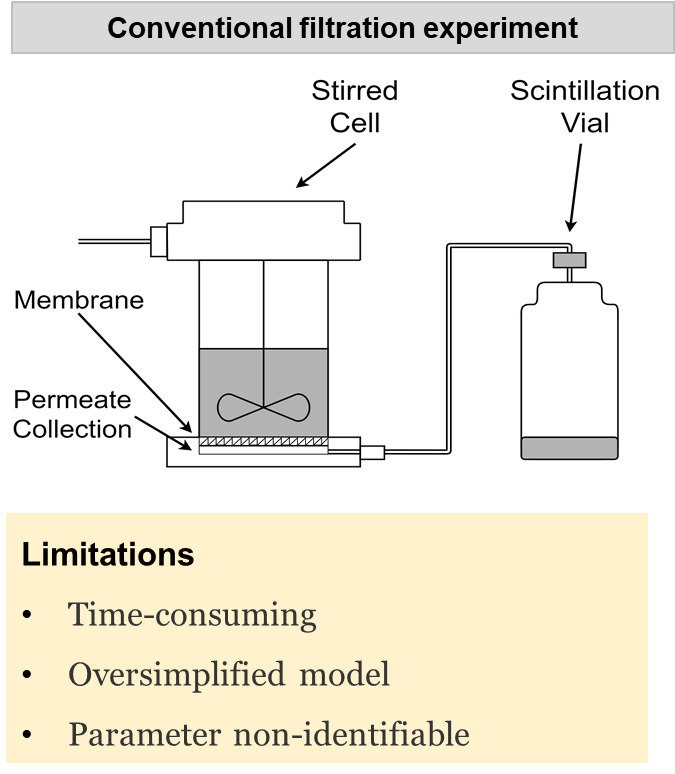 Conventional filtration experiment
Stirred
Cell
Scintillation
Vial
Membrane
Permeate
Collection
Limitations
• Time-consuming
• Oversimplified model
• Parameter non-identifiable